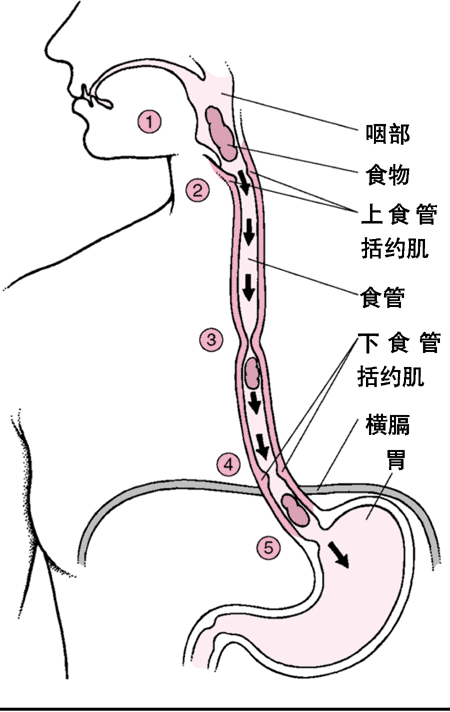 咽部
①
食物
②
上食管
括约肌
食管
③
下食管
括约肌
横膈
④
胃
⑤